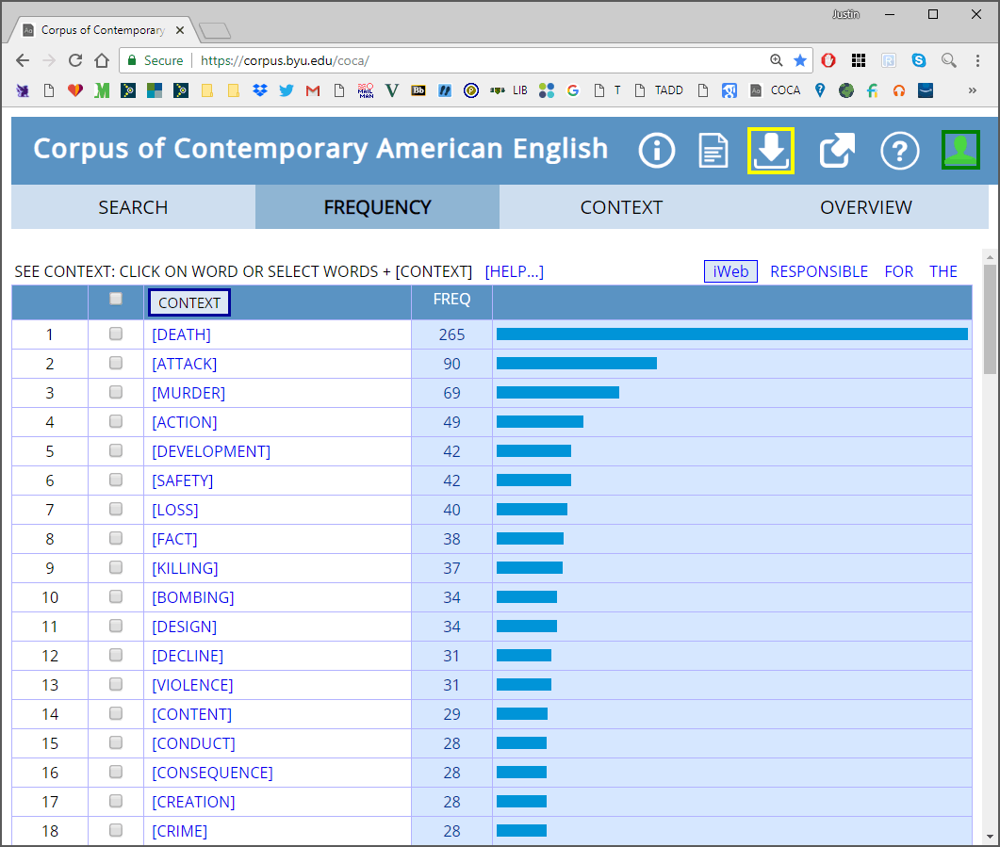 Justin
Corpus of Contemporary
Secure https://corpus.byu.edu/coca/
Bb LIB G T TADD COCA
Corpus of Contemporary American English
SEARCH FREQUENCY CONTEXT OVERVIEW
SEE CONTEXT: CLICK ON WORD OR SELECT WORDS + [CONTEXT] [HELP...] iWeb RESPONSIBLE FOR THE
CONTEXT FREQ
1 [DEATH] 265
2 [ATTACK] 90
3 [MURDER] 69
4 [ACTION] 49
5 [DEVELOPMENT] 42
6 [SAFETY] 42
7 [LOSS] 40
8 [FACT] 38
9 [KILLING] 37
10 [BOMBING] 34
11 [DESIGN] 34
12 [DECLINE] 31
13 [VIOLENCE] 31
14 [CONTENT] 29
15 [CONDUCT] 28
16 [CONSEQUENCE] 28
17 [CREATION] 28
18 [CRIME] 28